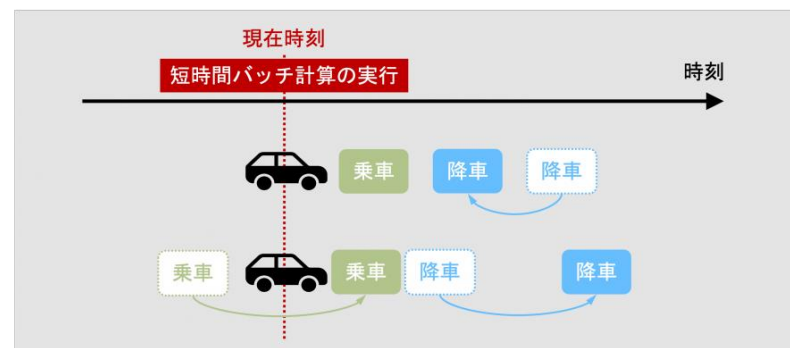 現在時刻
短時間バッチ計算の実行
時刻
乗車 降車 降車
乗車 乗車 降車 降車